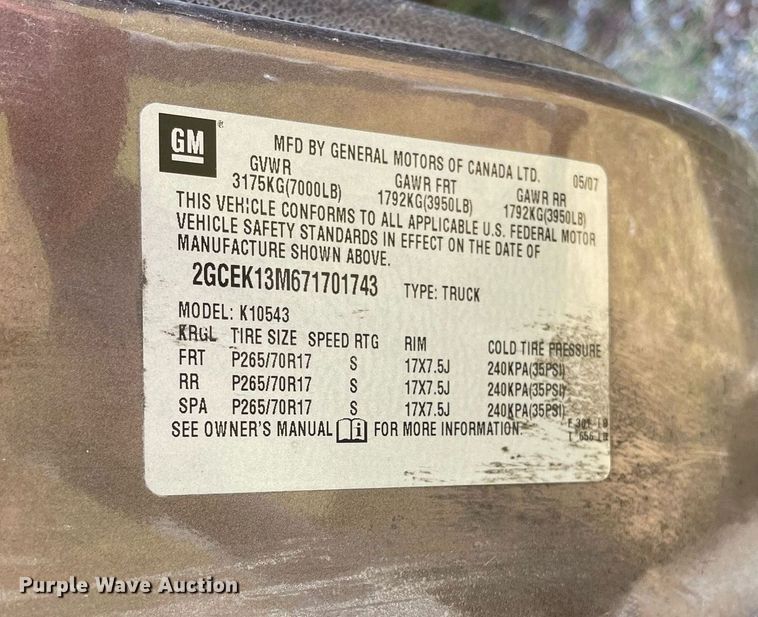 GM
MFD BY GENERAL MOTORS OF CANADA LTD. 05/07
GVWR GAWR FRT GAWR RR
3175KG(7000LB) 1792KG(3950LB) 1792KG(3950LB)
THIS VEHICLE CONFORMS TO ALL APPLICABLE U.S. FEDERAL MOTOR
VEHICLE SAFETY STANDARDS IN EFFECT ON THE DATE OF
MANUFACTURE SHOWN ABOVE.
2GCEK13M671701743 TYPE: TRUCK
MODEL: K10543
KRGL TIRE SIZE SPEED RTG RIM COLD TIRE PRESSURE
FRT P265/70R17 S 17X7.5J 240KPA(35PSI)
RR P265/70R17 S 17X7.5J 240KPA(35PSI)
SPA P265/70R17 S 17X7.5J 240KPA(35PSI)
SEE OWNER'S MANUAL i FOR MORE INFORMATION.
Purple Wave Auction